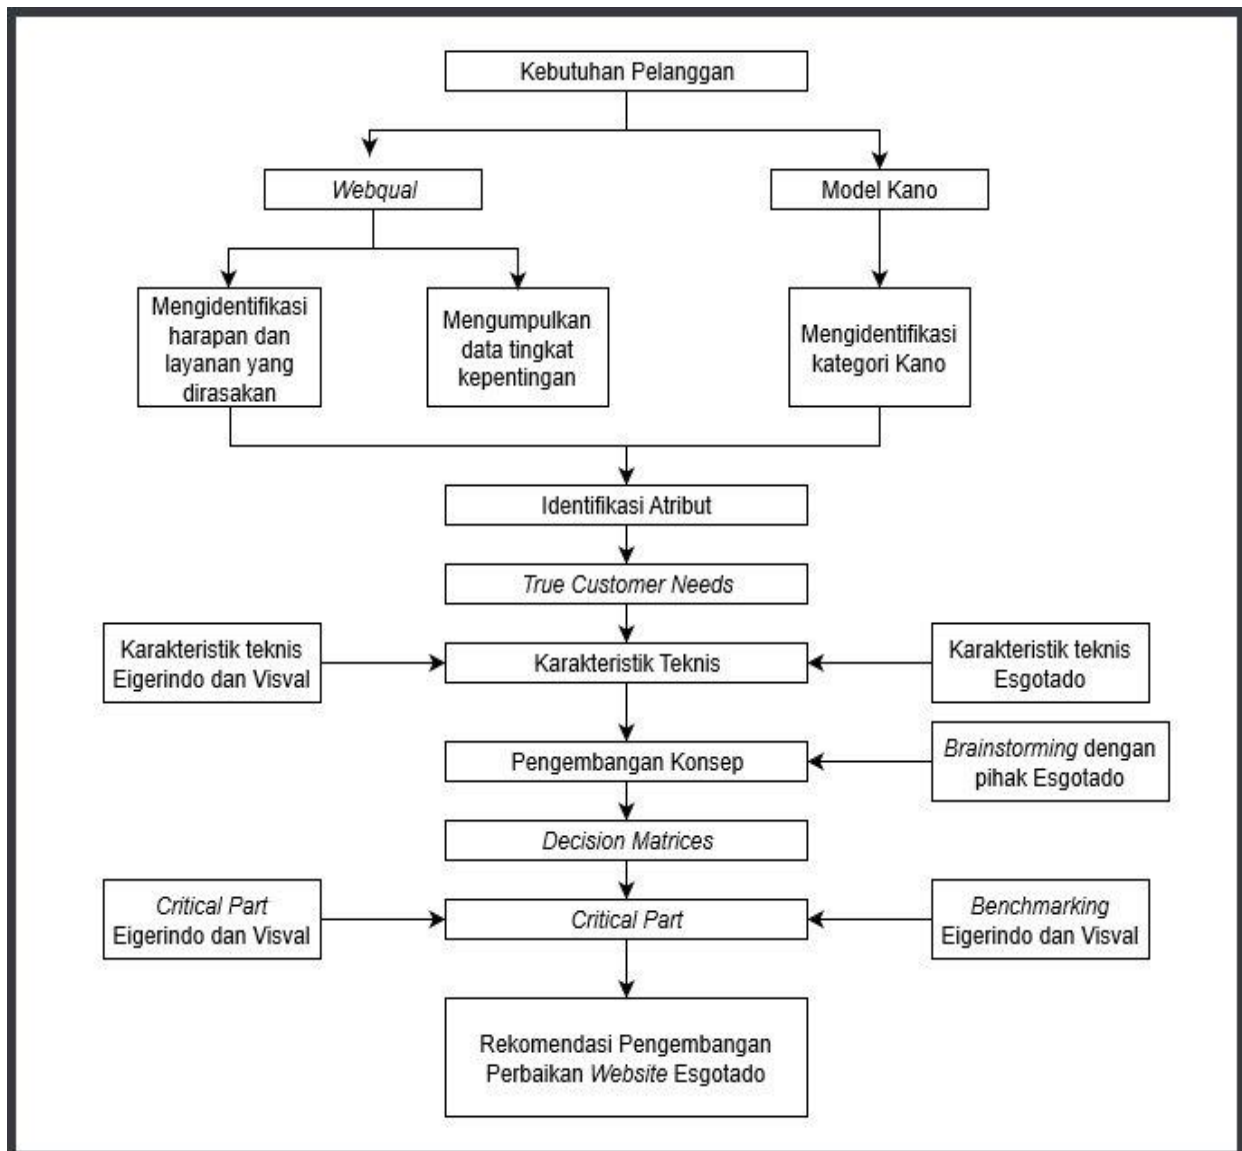 Kebutuhan Pelanggan
Webqual
Model Kano
Mengidentifikasi
harapan dan
layanan yang
dirasakan
Mengumpulkan
data tingkat
kepentingan
Mengidentifikasi
kategori Kano
Identifikasi Atribut
True Customer Needs
Karakteristik teknis
Eigerindo dan Visval
Karakteristik Teknis
Karakteristik teknis
Esgotado
Pengembangan Konsep
Brainstorming dengan
pihak Esgotado
Decision Matrices
Critical Part
Eigerindo dan Visval
Critical Part
Benchmarking
Eigerindo dan Visval
Rekomendasi Pengembangan
Perbaikan Website Esgotado